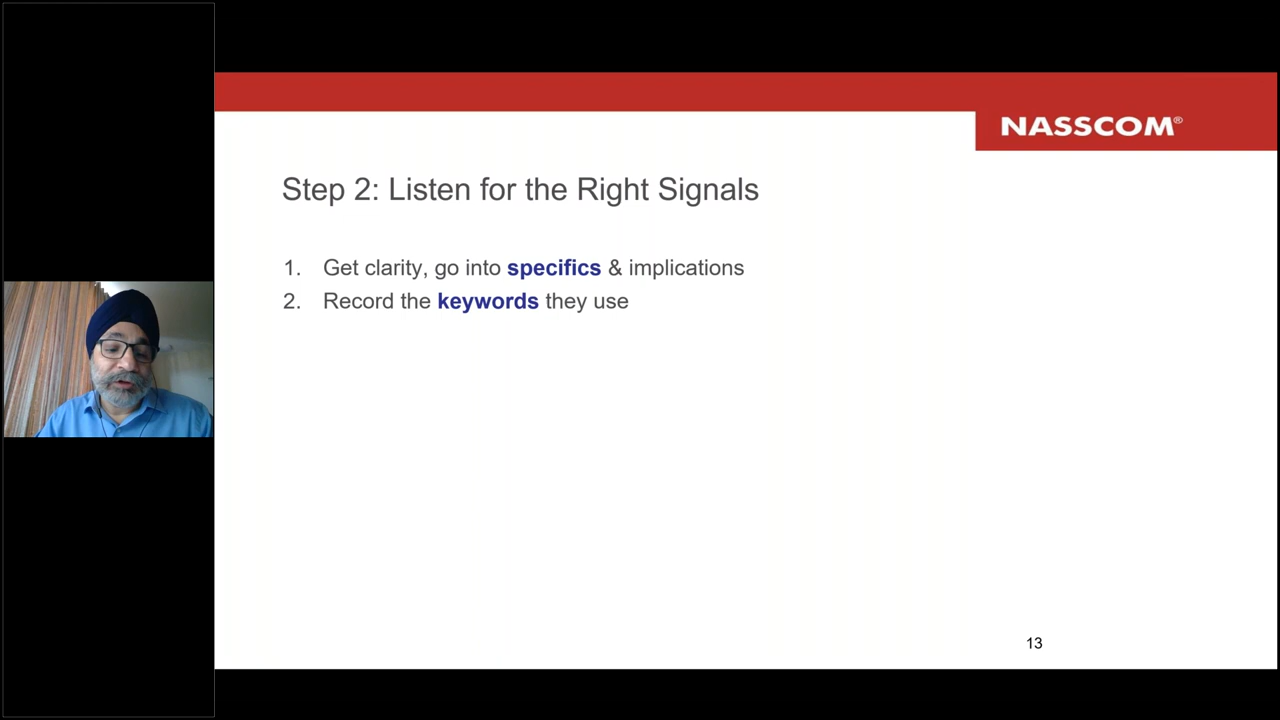 NASSCOM®
Step 2: Listen for the Right Signals
1. Get clarity, go into specifics & implications
2. Record the keywords they use
13